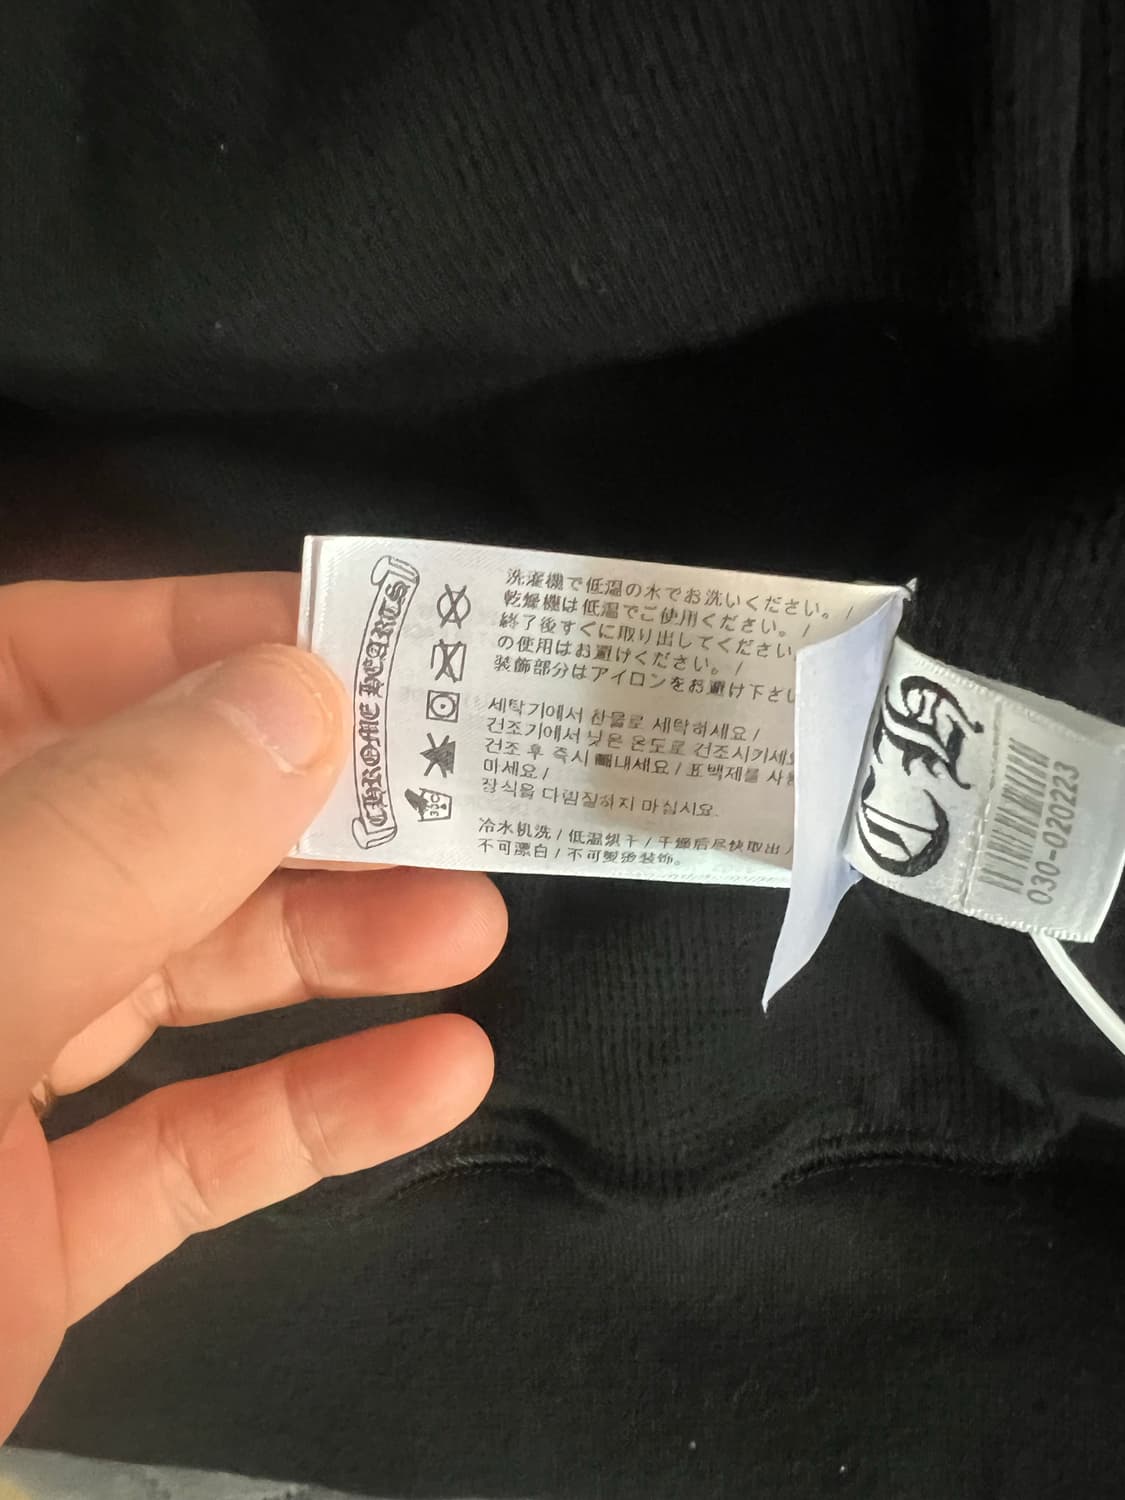 CHROME HEARTS
洗濯機で低温の水でお洗いください。/
乾燥機は低温でご使用ください。/
終了後すぐに取り出してください
の使用はお避けください。/
装飾部分はアイロンをお避け下さい
세탁기에서 찬물로 세탁하세요 /
건조기에서 낮은 온도로 건조시키세요
건조 후 즉시 빼내세요 / 표백제를 사용
마세요 /
장식을 다림질하지 마십시요.
冷水机洗 / 低温烘干 / 干燥后尽快取出 /
不可漂白 / 不可熨烫装饰。
CH
030-020223